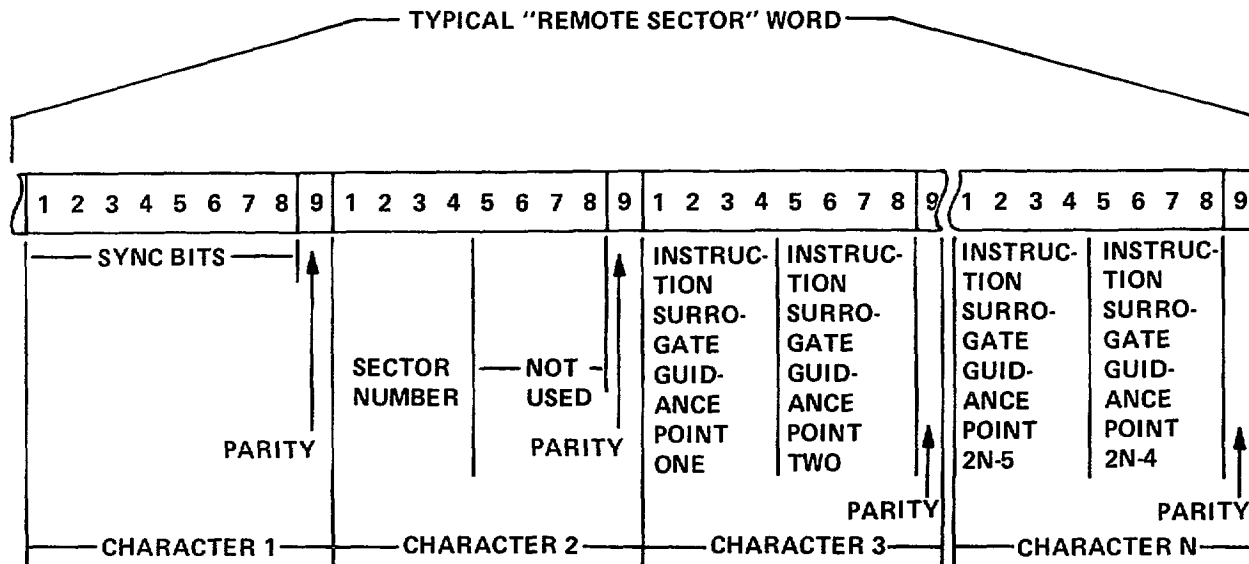 TYPICAL "REMOTE SECTOR" WORD
1 2 3 4 5 6 7 8 9 1 2 3 4 5 6 7 8 9 1 2 3 4 5 6 7 8 9 1 2 3 4 5 6 7 8 9
SYNC BITS
PARITY
SECTOR
NUMBER
NOT
USED
PARITY
INSTRUC-
TION
SURRO-
GATE
GUID-
ANCE
POINT
ONE
INSTRUC-
TION
SURRO-
GATE
GUID-
ANCE
POINT
TWO
PARITY
INSTRUC-
TION
SURRO-
GATE
GUID-
ANCE
POINT
2N-5
INSTRUC-
TION
SURRO-
GATE
GUID-
ANCE
POINT
2N-4
PARITY
CHARACTER 1 CHARACTER 2 CHARACTER 3 CHARACTER N